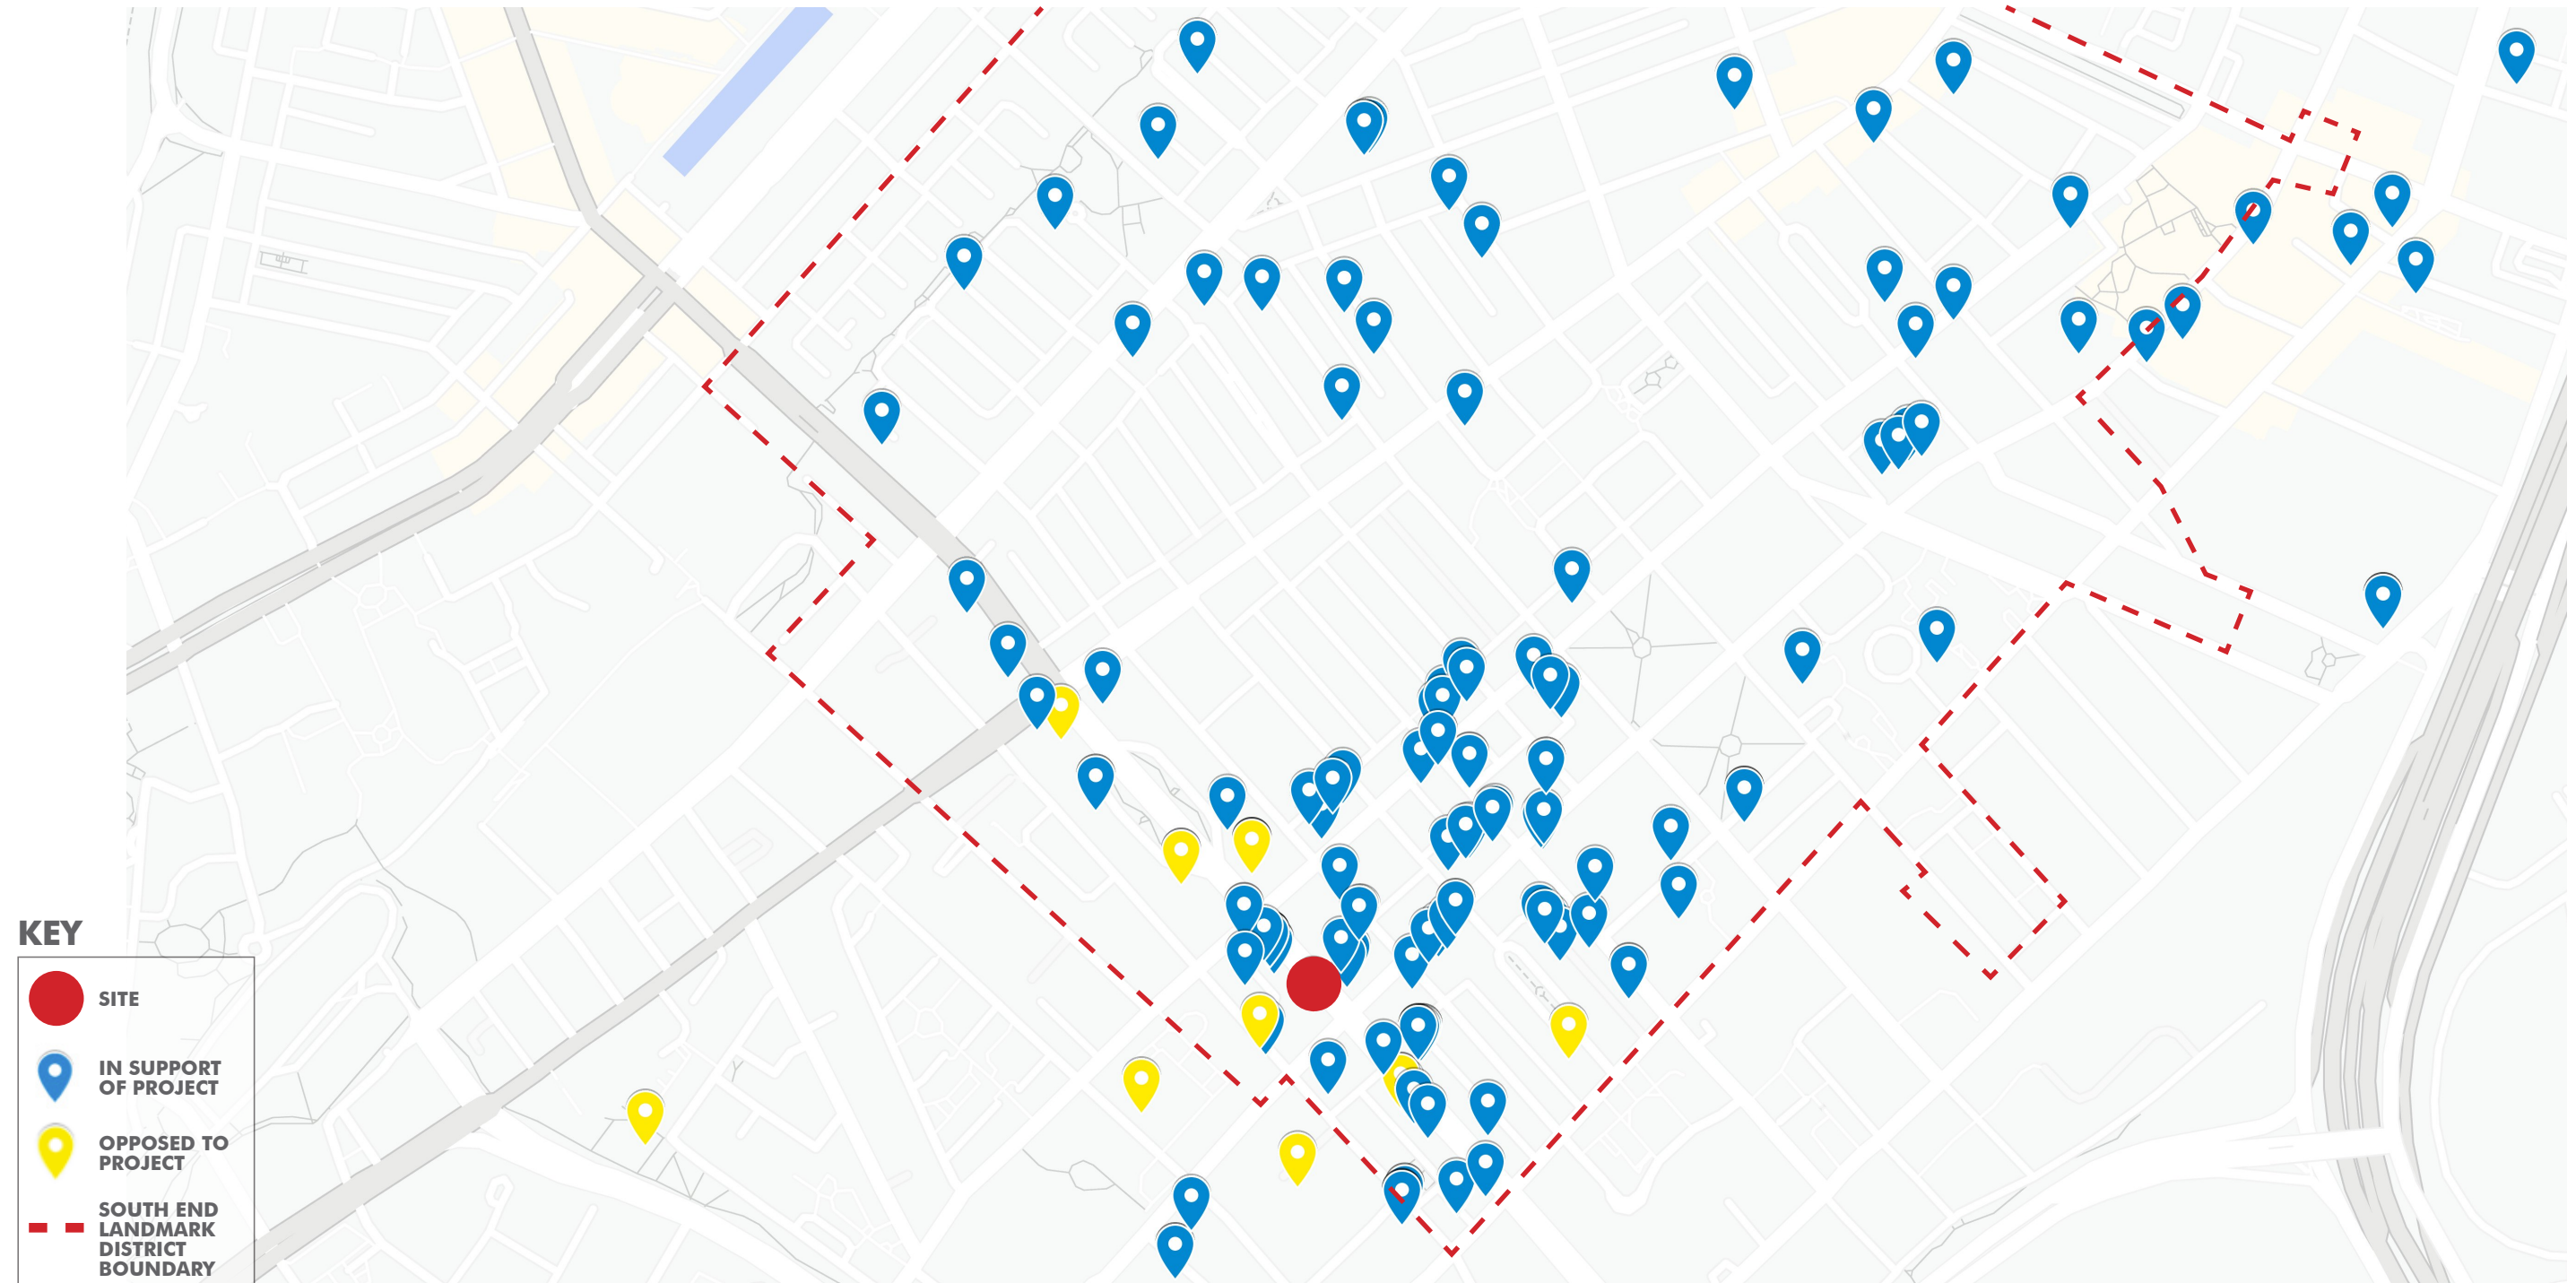 KEY
SITE
IN SUPPORT
OF PROJECT
OPPOSED TO
PROJECT
SOUTH END
LANDMARK
DISTRICT
BOUNDARY